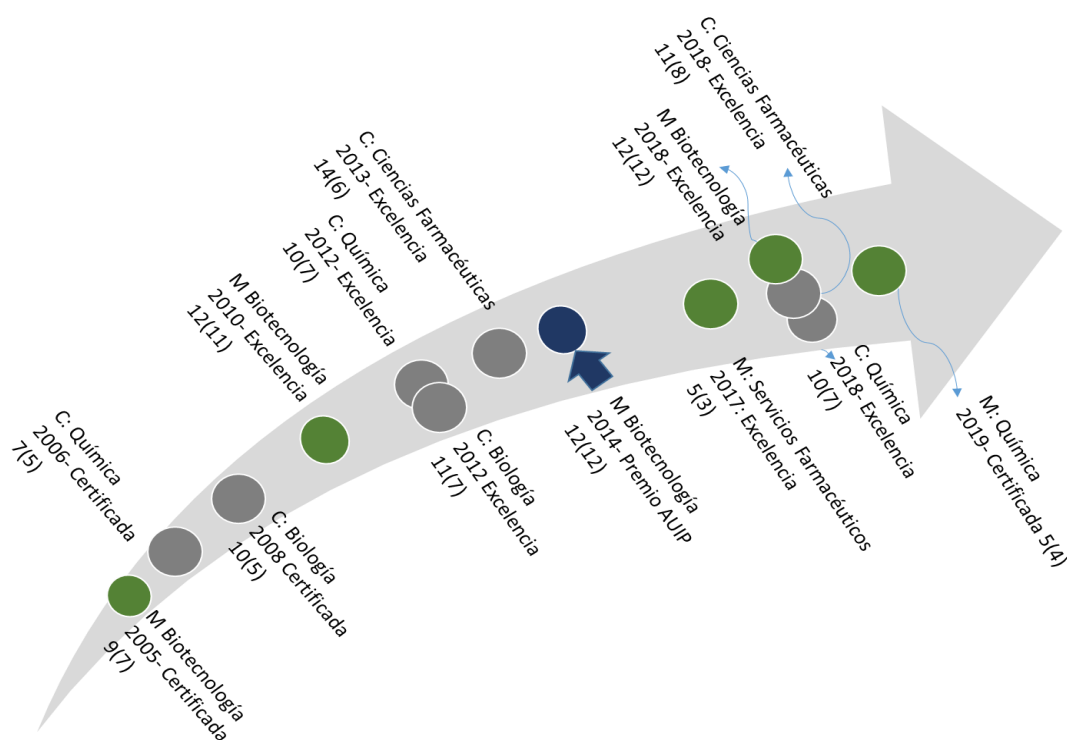 C: Ciencias Farmacéuticas
2018- Excelencia
11(8)
M Biotecnología
2018- Excelencia
12(12)
C: Ciencias Farmacéuticas
2013- Excelencia
14(6)
C: Química
2012- Excelencia
10(7)
M Biotecnología
2010- Excelencia
12(11)
C: Química
2006- Certificada
7(5)
M Biotecnología
2005- Certificada
9(7)
C: Biología
2008 Certificada
10(5)
C: Biología
2012 Excelencia
11(7)
M Biotecnología
2014- Premio AUIP
12(12)
M: Servicios Farmacéuticos
2017: Excelencia
5(3)
C: Química
2018- Excelencia
10(7)
M: Química
2019- Certificada 5(4)